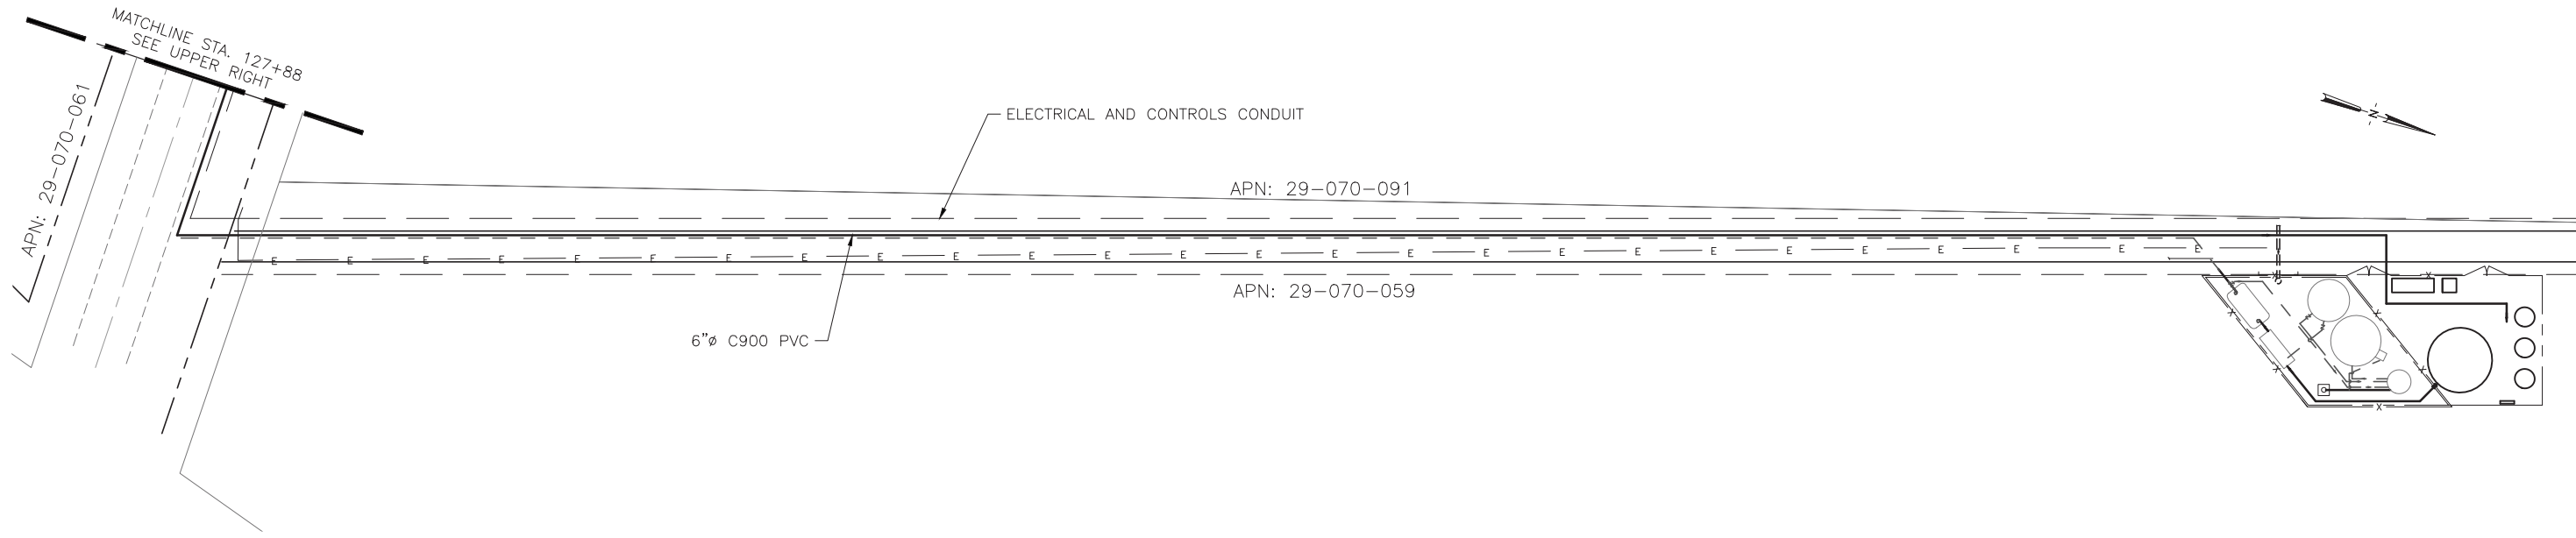 MATCHLINE STA. 127+88
SEE UPPER RIGHT
APN: 29-070-061
ELECTRICAL AND CONTROLS CONDUIT
N
APN: 29-070-091
E E E E E E E E E E E E E E E E E E E E E E E E E E
APN: 29-070-059
6"ø C900 PVC
X X
X X
X X
X